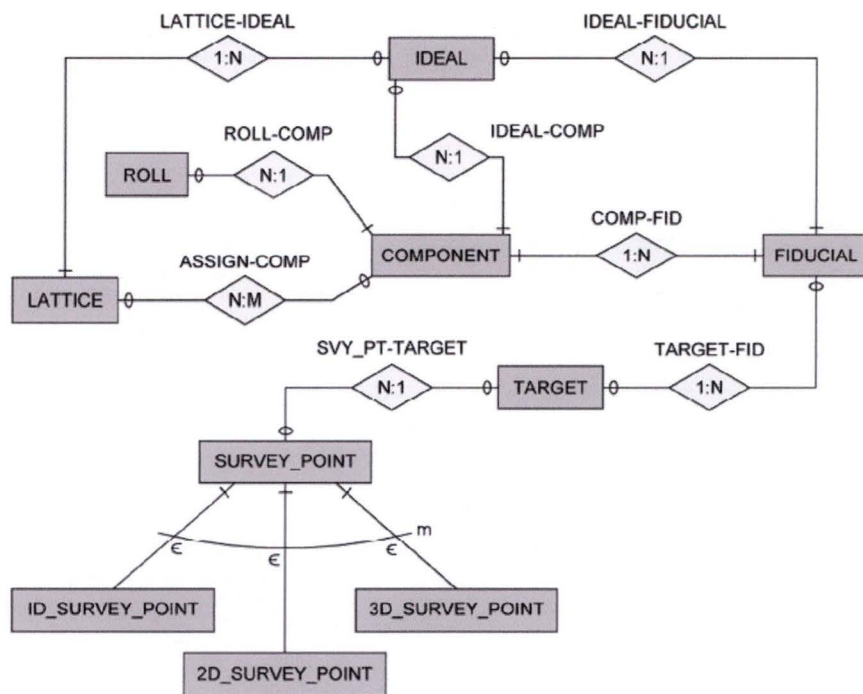 LATTICE-IDEAL
IDEAL-FIDUCIAL
1:N
IDEAL
N:1
ROLL-COMP
IDEAL-COMP
N:1
ROLL
N:1
COMP-FID
ASSIGN-COMP
COMPONENT
1:N
FIDUCIAL
LATTICE
N:M
SVY_PT-TARGET
TARGET-FID
N:1
TARGET
1:N
SURVEY_POINT
m
ϵ
ϵ
ϵ
ID_SURVEY_POINT
3D_SURVEY_POINT
2D_SURVEY_POINT